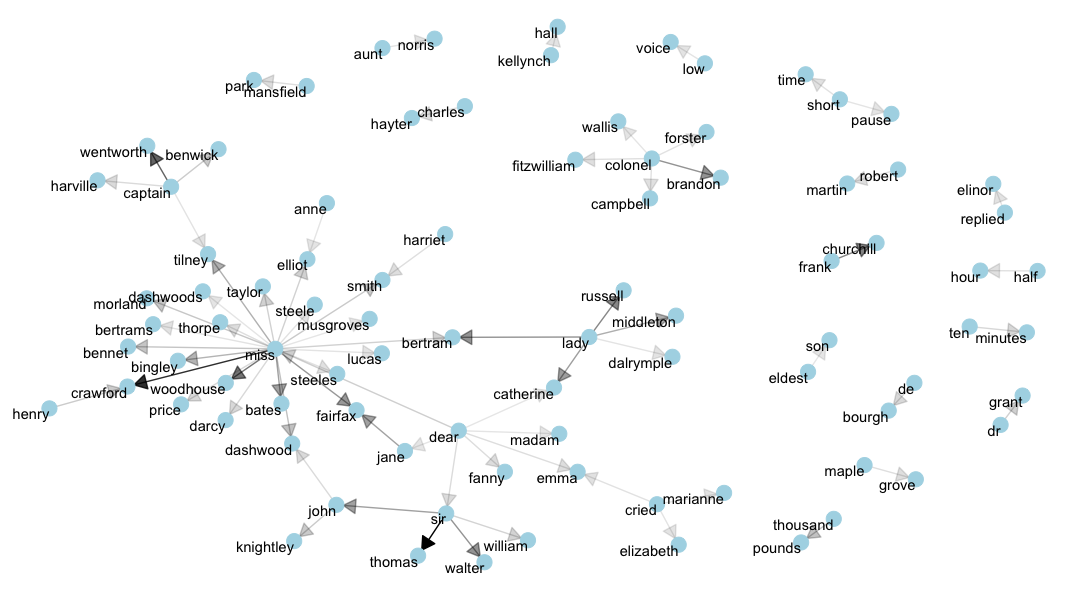 hall
norris
aunt
voice
kellynch
low
time
park
mansfield
short
charles
hayter
pause
wallis
forster
wentworth
benwick
fitzwilliam
colonel
robert
harville
captain
brandon
martin
elinor
campbell
anne
replied
harriet
churchill
tilney
elliot
frank
hour
half
smith
taylor
dashwoods
russell
morland
steele
middleton
musgroves
bertrams
thorpe
ten
minutes
bertram
lady
son
bennet
miss
lucas
dalrymple
bingley
eldest
steeles
woodhouse
de
crawford
catherine
grant
henry
price
bates
fairfax
bourgh
darcy
dr
dear
madam
dashwood
jane
maple
fanny
emma
grove
marianne
john
cried
sir
thousand
knightley
william
pounds
elizabeth
thomas
walter